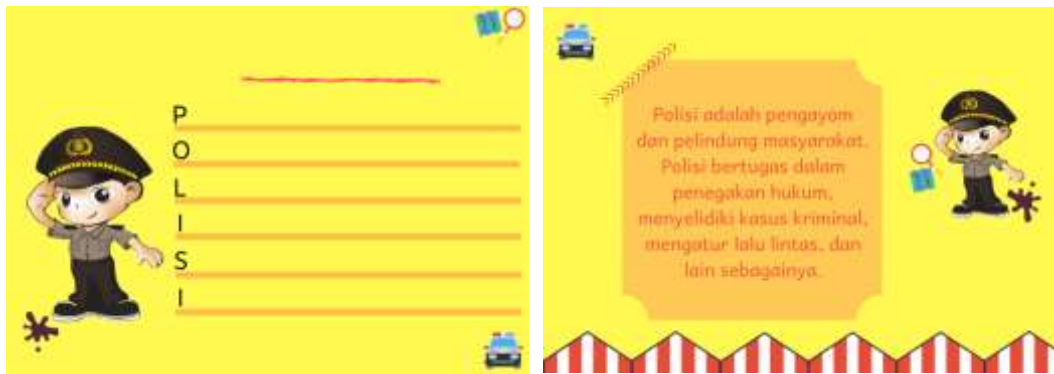 P
O
L
I
S
I
Polisi adalah pengayom
dan pelindung masyarakat.
Polisi bertugas dalam
penegakan hukum,
menyelidiki kasus kriminal,
mengatur lalu lintas, dan
lain sebagainya.